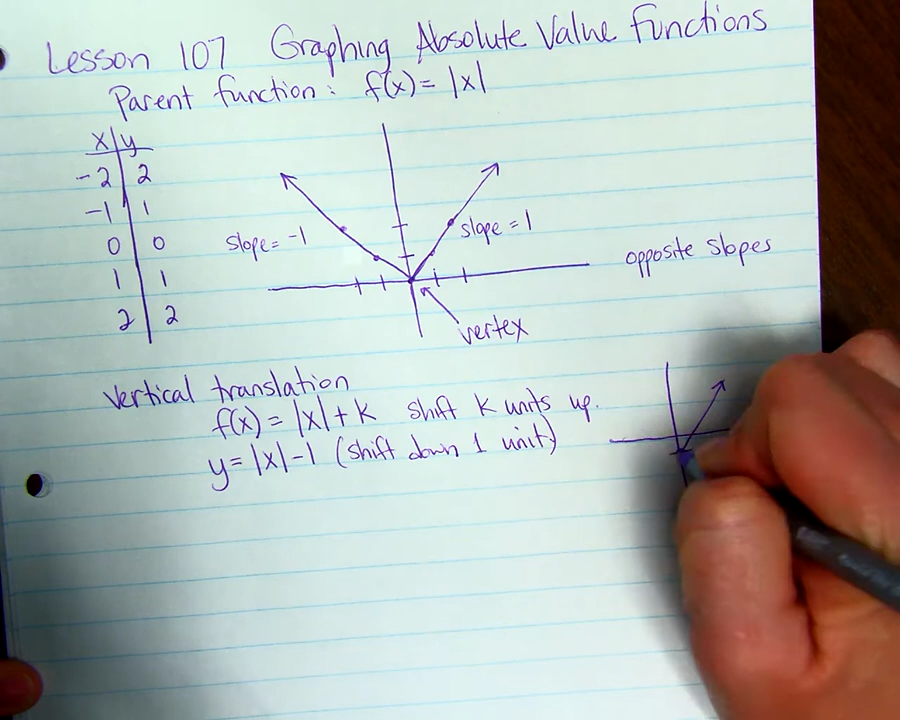 Lesson 107 Graphing Absolute Value Functions
Parent function: f(x) = |x|
x y
-2 2
-1 1
0 0
1 1
2 2
slope = -1
slope = 1
opposite slopes
vertex
Vertical translation
f(x) = |x| + k shift k units up.
y = |x| - 1 (shift down 1 unit)